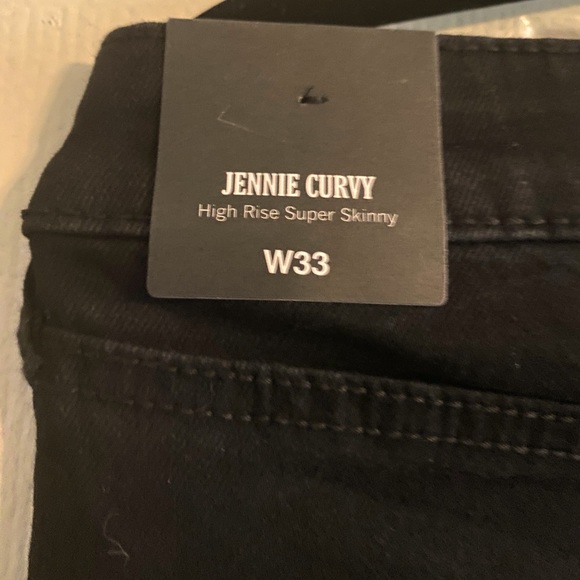 JENNIE CURVY
High Rise Super Skinny
W33